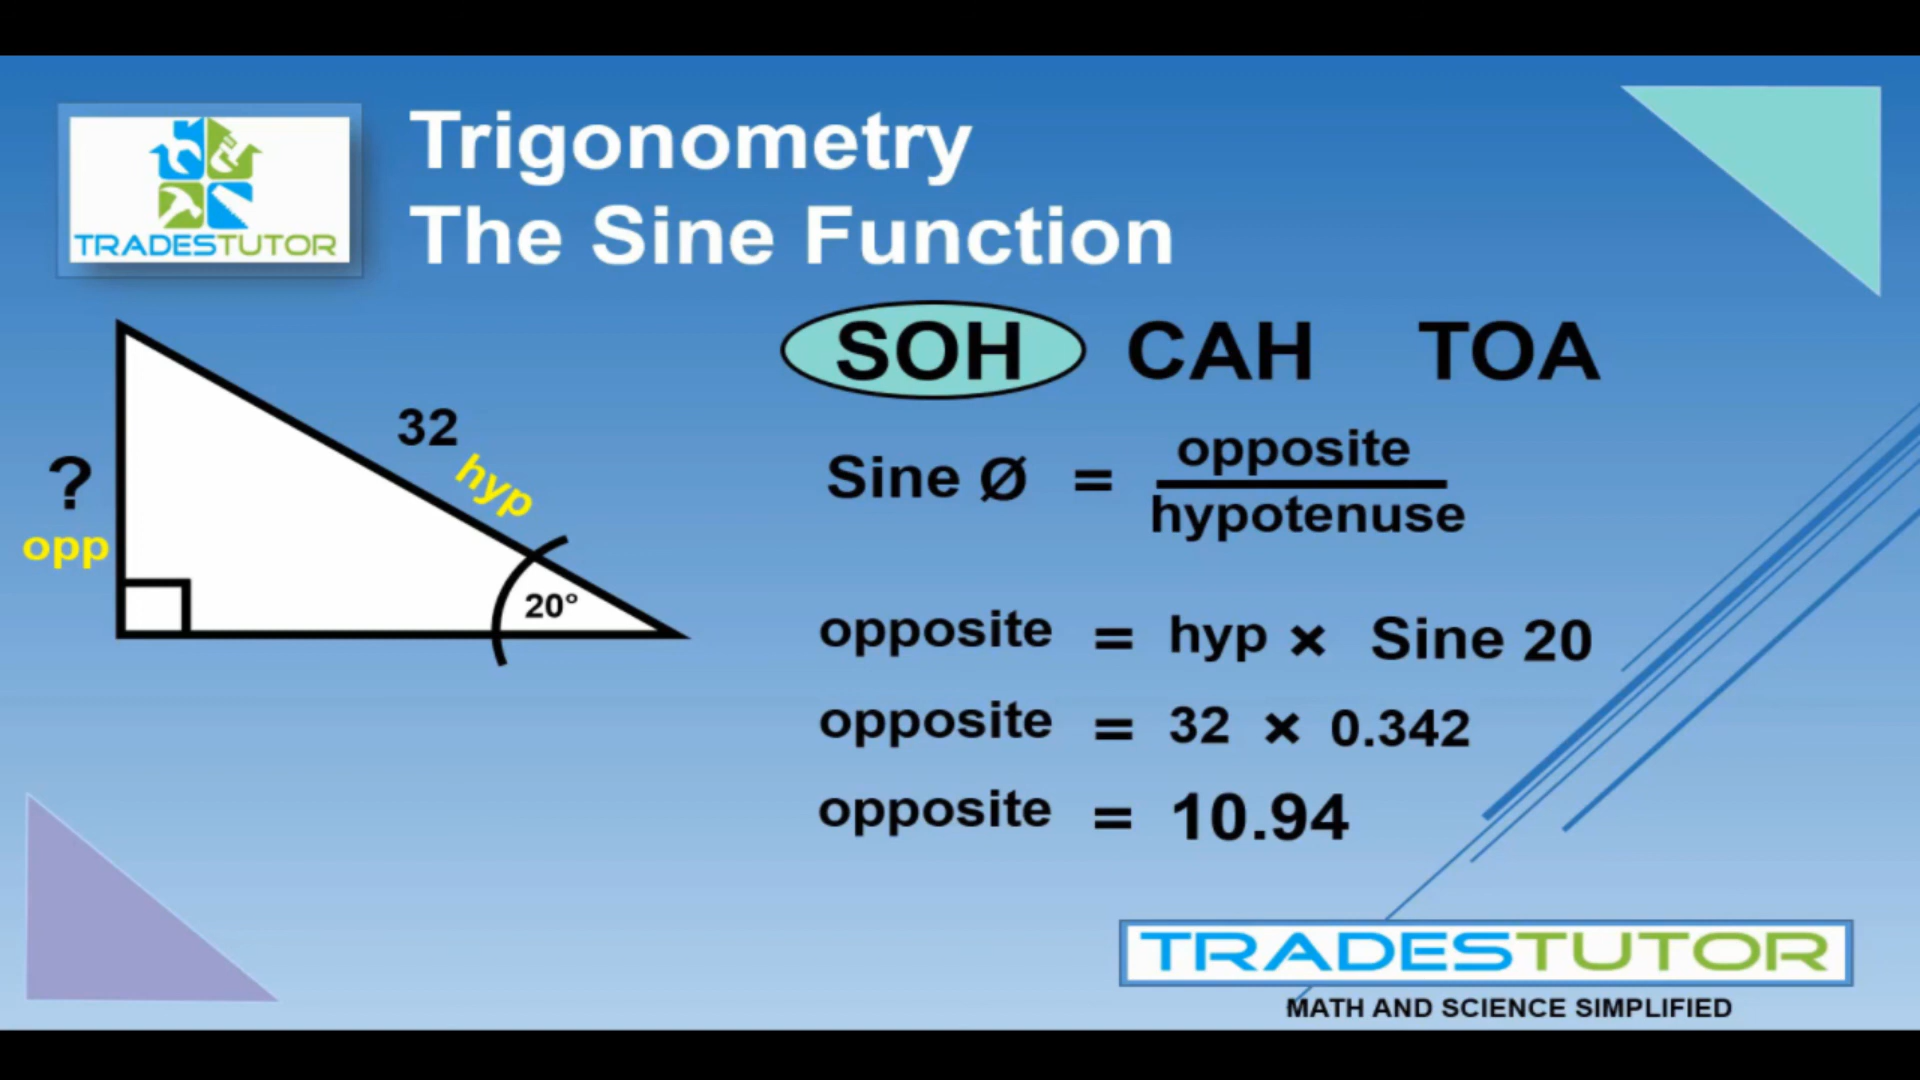 TRADESTUTOR
Trigonometry
The Sine Function
SOH CAH TOA
32
hyp
?
opp
20°
Sine Ø = opposite
hypotenuse
opposite = hyp × Sine 20
opposite = 32 × 0.342
opposite = 10.94
TRADESTUTOR
MATH AND SCIENCE SIMPLIFIED